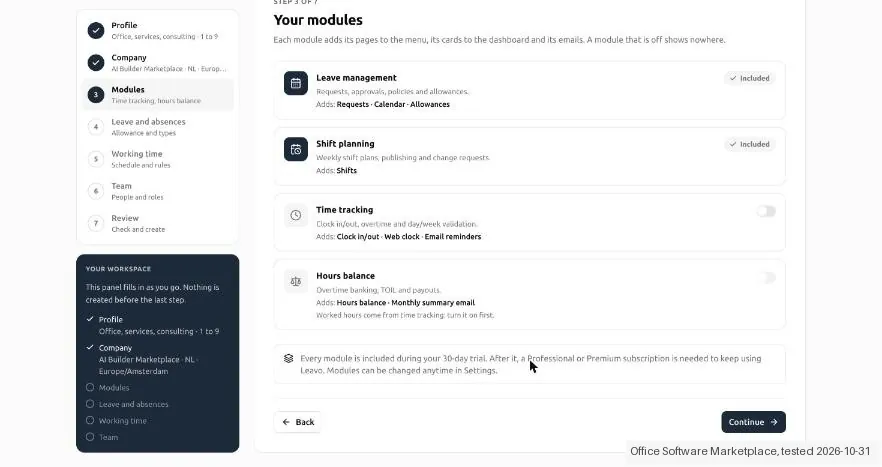 Profile
Office, services, consulting · 1 to 9
Company
AI Builder Marketplace · NL · Europ...
3
Modules
Time tracking, hours balance
4
Leave and absences
Allowance and types
5
Working time
Schedule and rules
6
Team
People and roles
7
Review
Check and create
YOUR WORKSPACE
This panel fills in as you go. Nothing is
created before the last step.
Profile
Office, services, consulting · 1 to 9
Company
AI Builder Marketplace · NL ·
Europe/Amsterdam
Modules
Leave and absences
Working time
Team
STEP 3 OF 7
Your modules
Each module adds its pages to the menu, its cards to the dashboard and its emails. A module that is off shows nowhere.
Leave management
Included
Requests, approvals, policies and allowances.
Adds: Requests · Calendar · Allowances
Shift planning
Included
Weekly shift plans, publishing and change requests.
Adds: Shifts
Time tracking
Clock in/out, overtime and day/week validation.
Adds: Clock in/out · Web clock · Email reminders
Hours balance
Overtime banking, TOIL and payouts.
Adds: Hours balance · Monthly summary email
Worked hours come from time tracking: turn it on first.
Every module is included during your 30-day trial. After it, a Professional or Premium subscription is needed to keep using
Leavo. Modules can be changed anytime in Settings.
Back
Continue
Office Software Marketplace, tested 2026-10-31